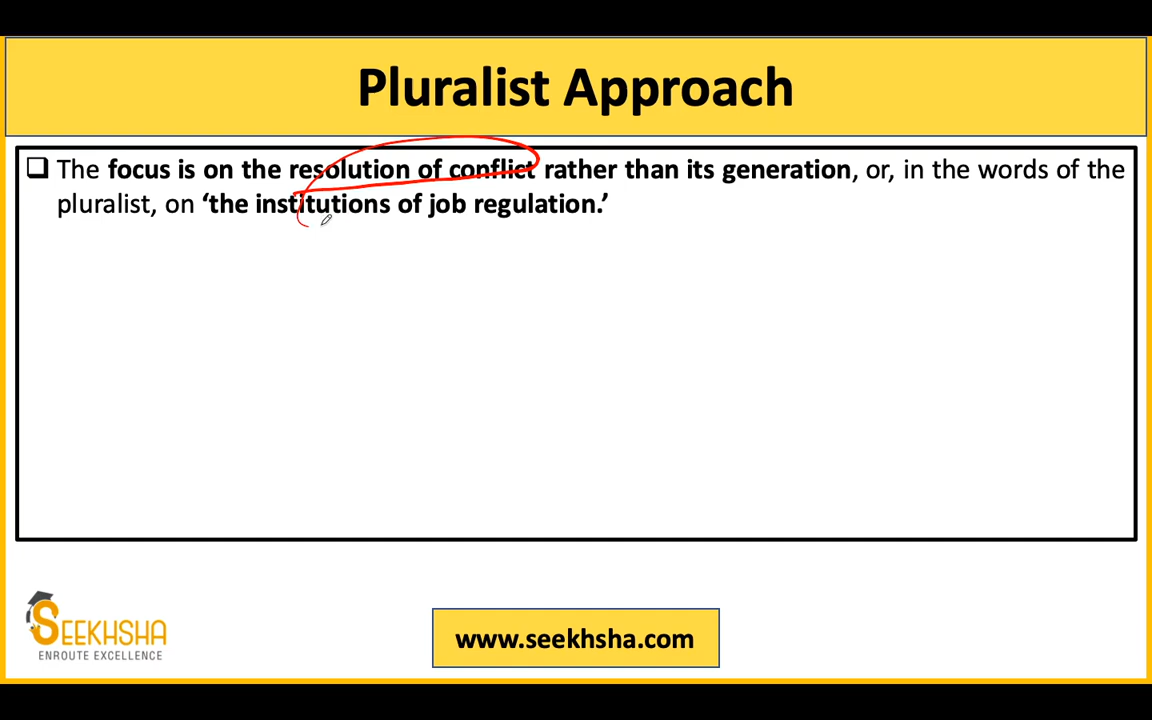 Pluralist Approach
❑ The focus is on the resolution of conflict rather than its generation, or, in the words of the
pluralist, on ‘the institutions of job regulation.’
SEEKHSHA
ENROUTE EXCELLENCE
www.seekhsha.com